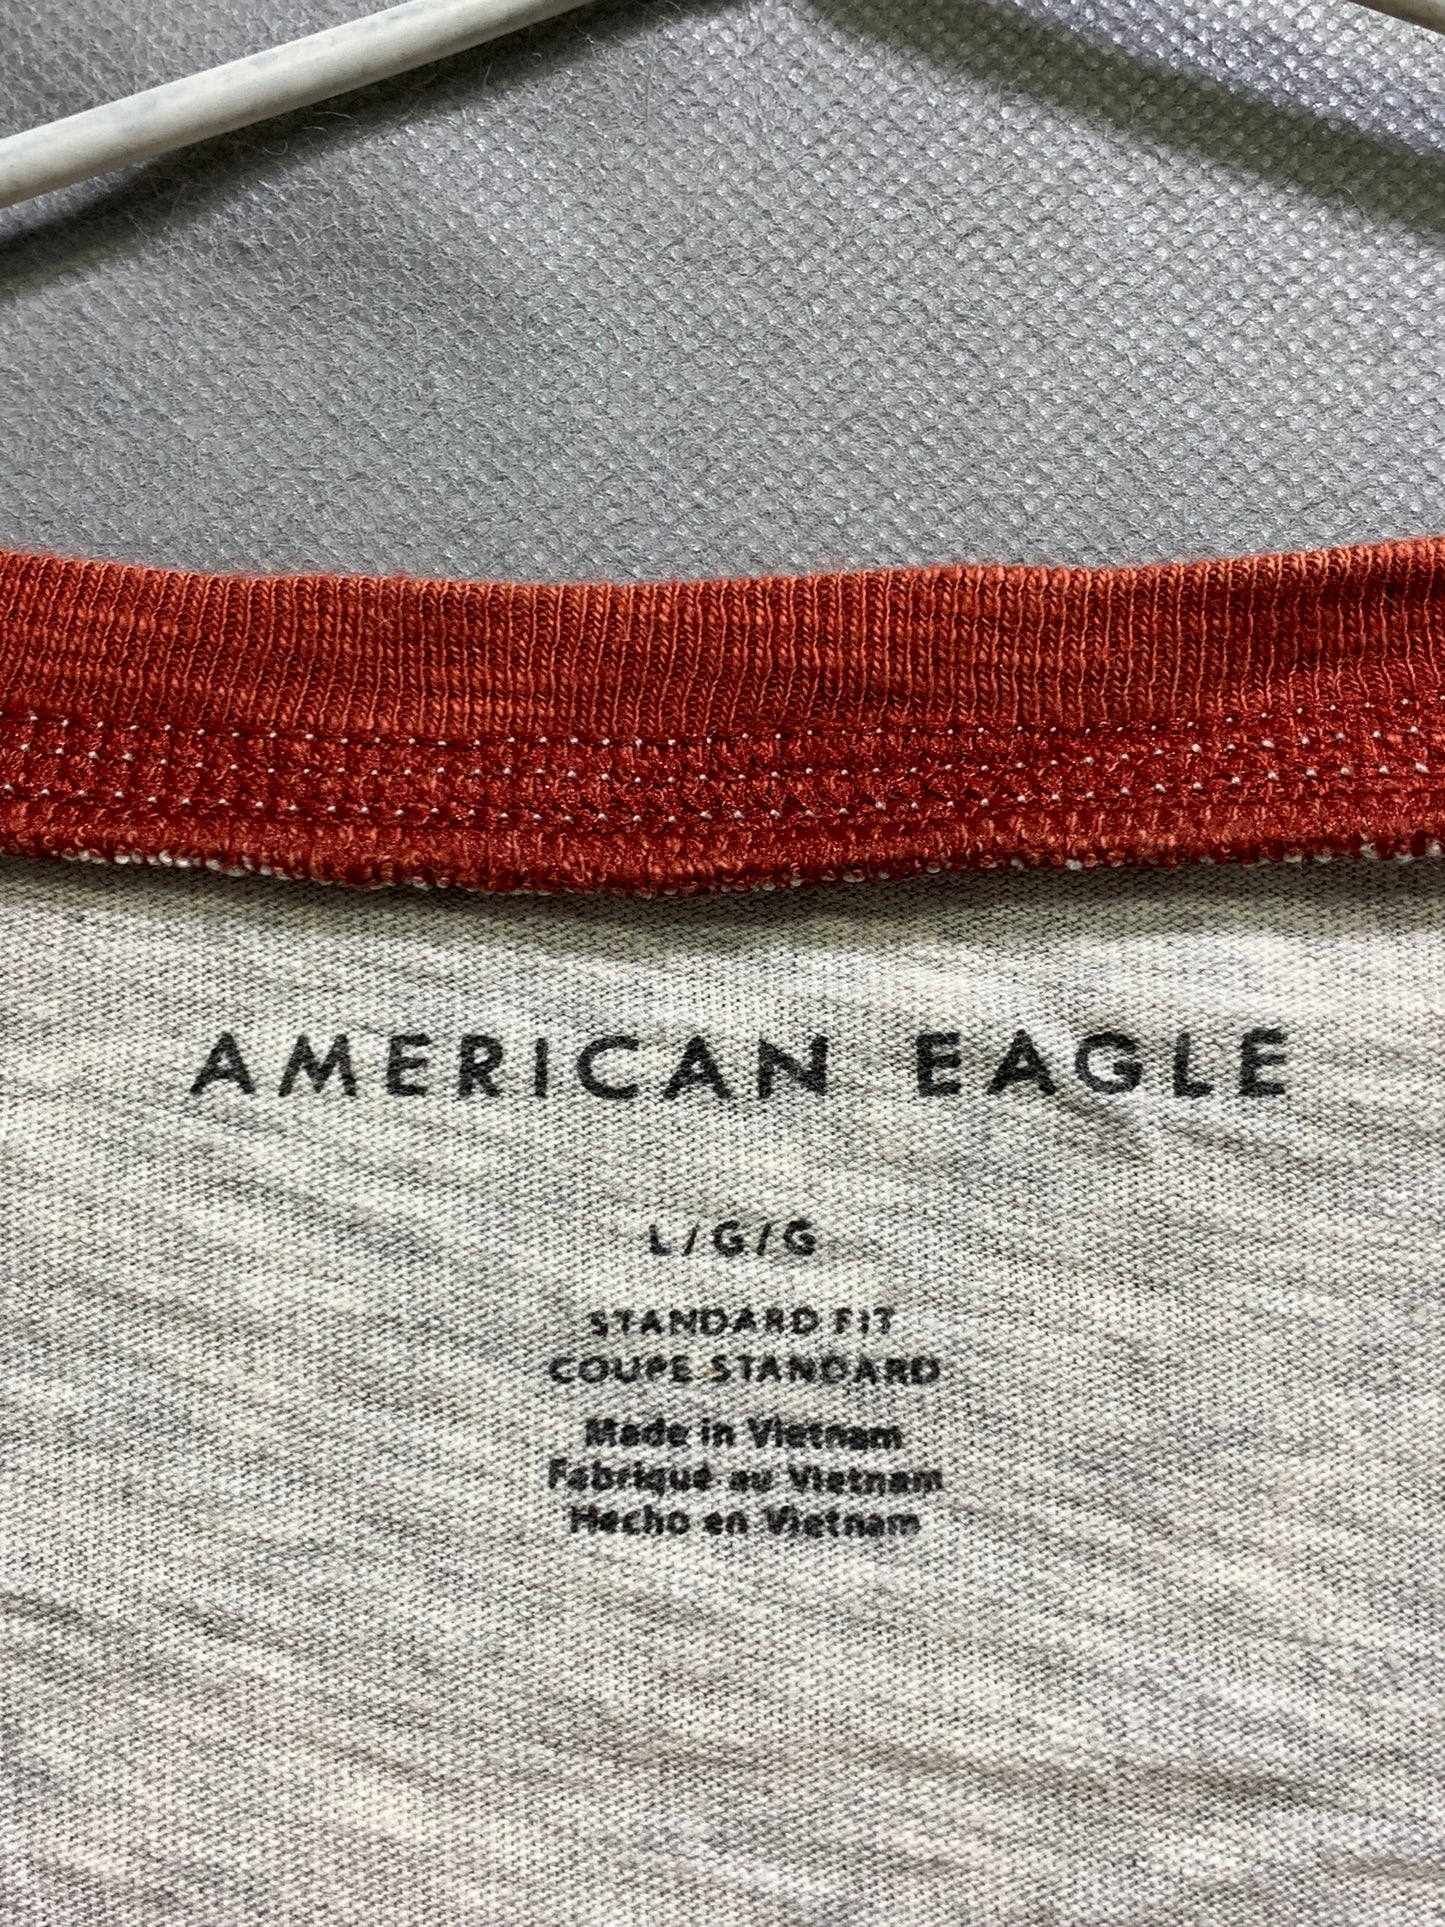 AMERICAN EAGLE
L/G/G
STANDARD FIT
COUPE STANDARD
Made in Vietnam
Fabriqué au Vietnam
Hecho en Vietnam